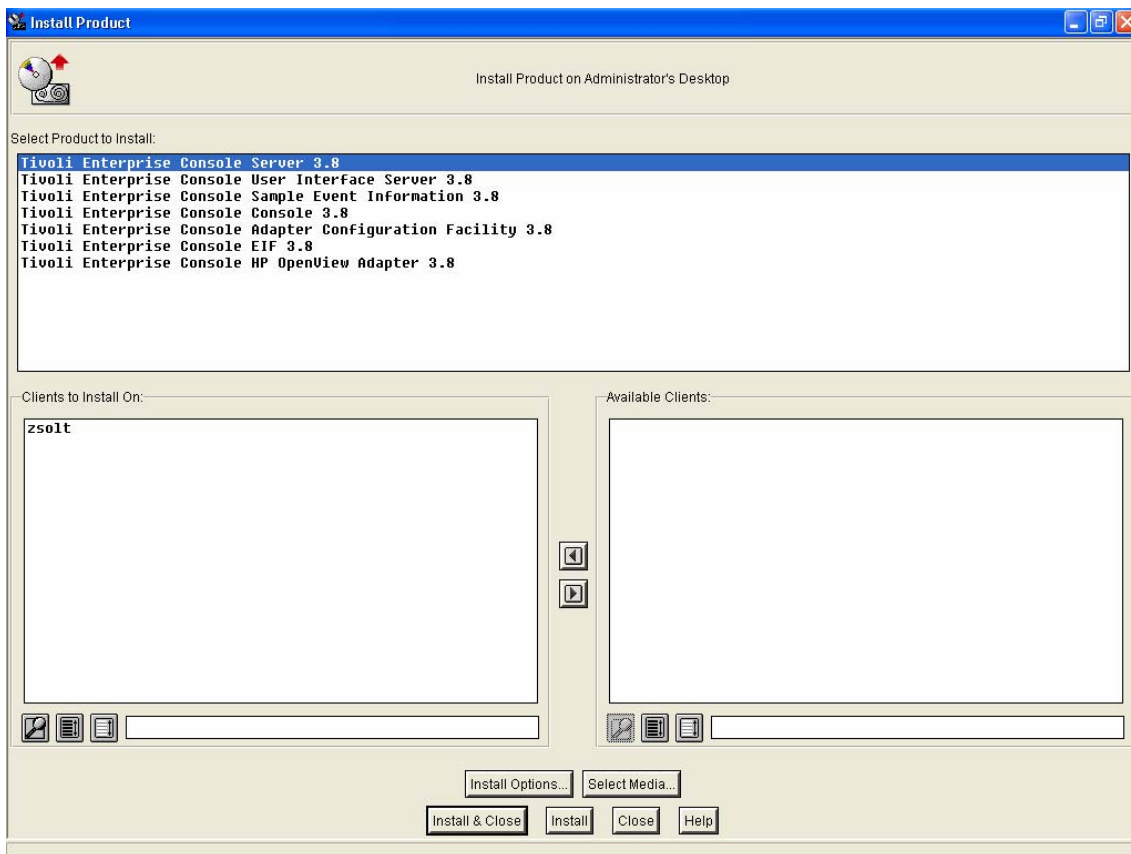 Install Product
Install Product on Administrator's Desktop
Select Product to Install:
Tivoli Enterprise Console Server 3.8
Tivoli Enterprise Console User Interface Server 3.8
Tivoli Enterprise Console Sample Event Information 3.8
Tivoli Enterprise Console Console 3.8
Tivoli Enterprise Console Adapter Configuration Facility 3.8
Tivoli Enterprise Console EIF 3.8
Tivoli Enterprise Console HP OpenView Adapter 3.8
Clients to Install On:
Available Clients:
zsolt
Install Options... Select Media...
Install & Close Install Close Help